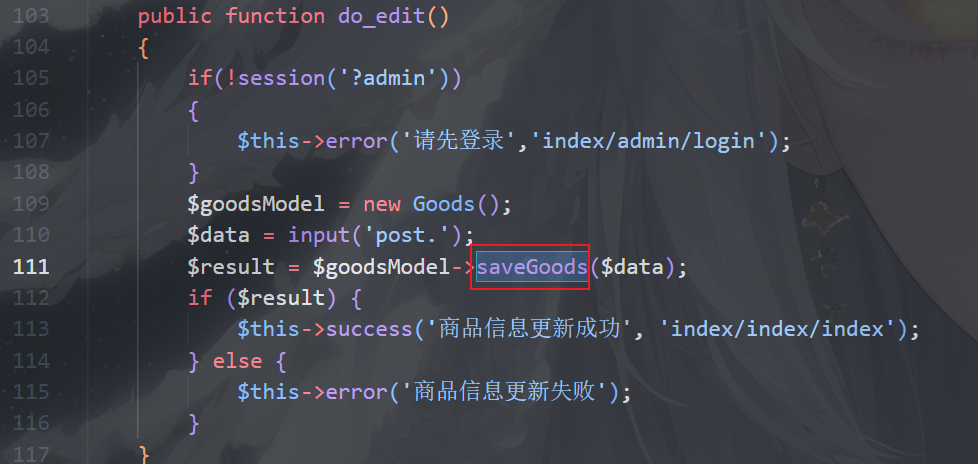 103 public function do_edit()
104 {
105 if(!session('?admin'))
106 {
107 $this->error('请先登录','index/admin/login');
108 }
109 $goodsModel = new Goods();
110 $data = input('post.');
111 $result = $goodsModel->saveGoods($data);
112 if ($result) {
113 $this->success('商品信息更新成功', 'index/index/index');
114 } else {
115 $this->error('商品信息更新失败');
116 }
117 }